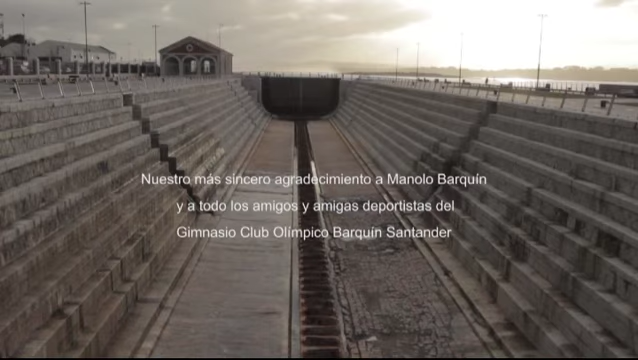 Nuestro más sincero agradecimiento a Manolo Barquín
y a todo los amigos y amigas deportistas del
Gimnasio Club Olímpico Barquín Santander